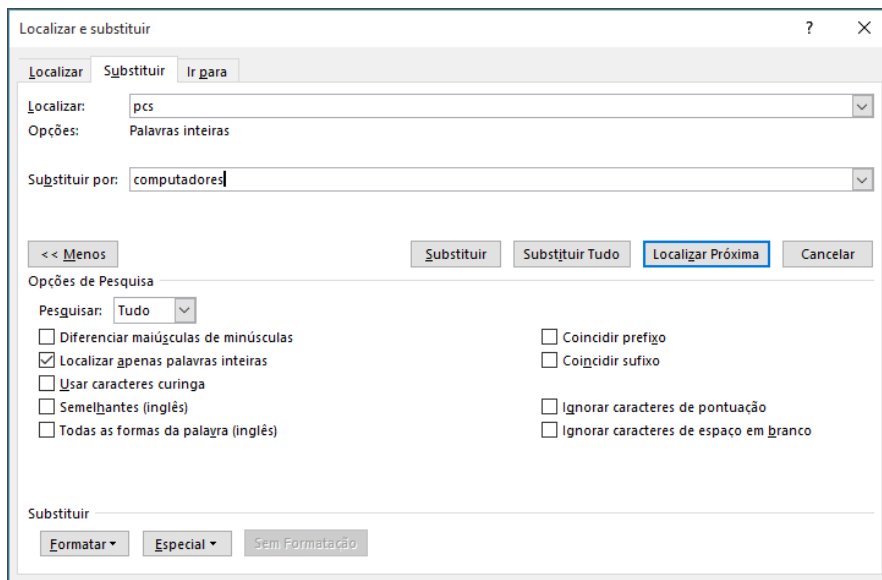 Localizar e substituir ?
Localizar Substituir Ir para
Localizar: pcs
Opções: Palavras inteiras
Substituir por: computadores
<< Menos Substituir Substituir Tudo Localizar Próxima Cancelar
Opções de Pesquisa
Pesquisar: Tudo
Diferenciar maiúsculas de minúsculas Coincidir prefixo
Localizar apenas palavras inteiras Coincidir sufixo
Usar caracteres curinga
Semelhantes (inglês) Ignorar caracteres de pontuação
Todas as formas da palavra (inglês) Ignorar caracteres de espaço em branco
Substituir
Formatar Especial Sem Formatação